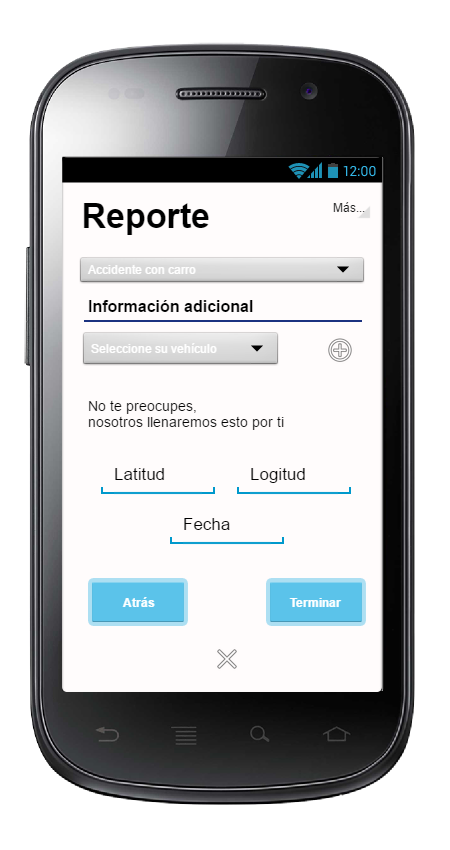 12:00
Reporte
Más...
Accidente con carro
Información adicional
Seleccione su vehículo
No te preocupes,
nosotros llenaremos esto por ti
Latitud
Logitud
Fecha
Atrás
Terminar